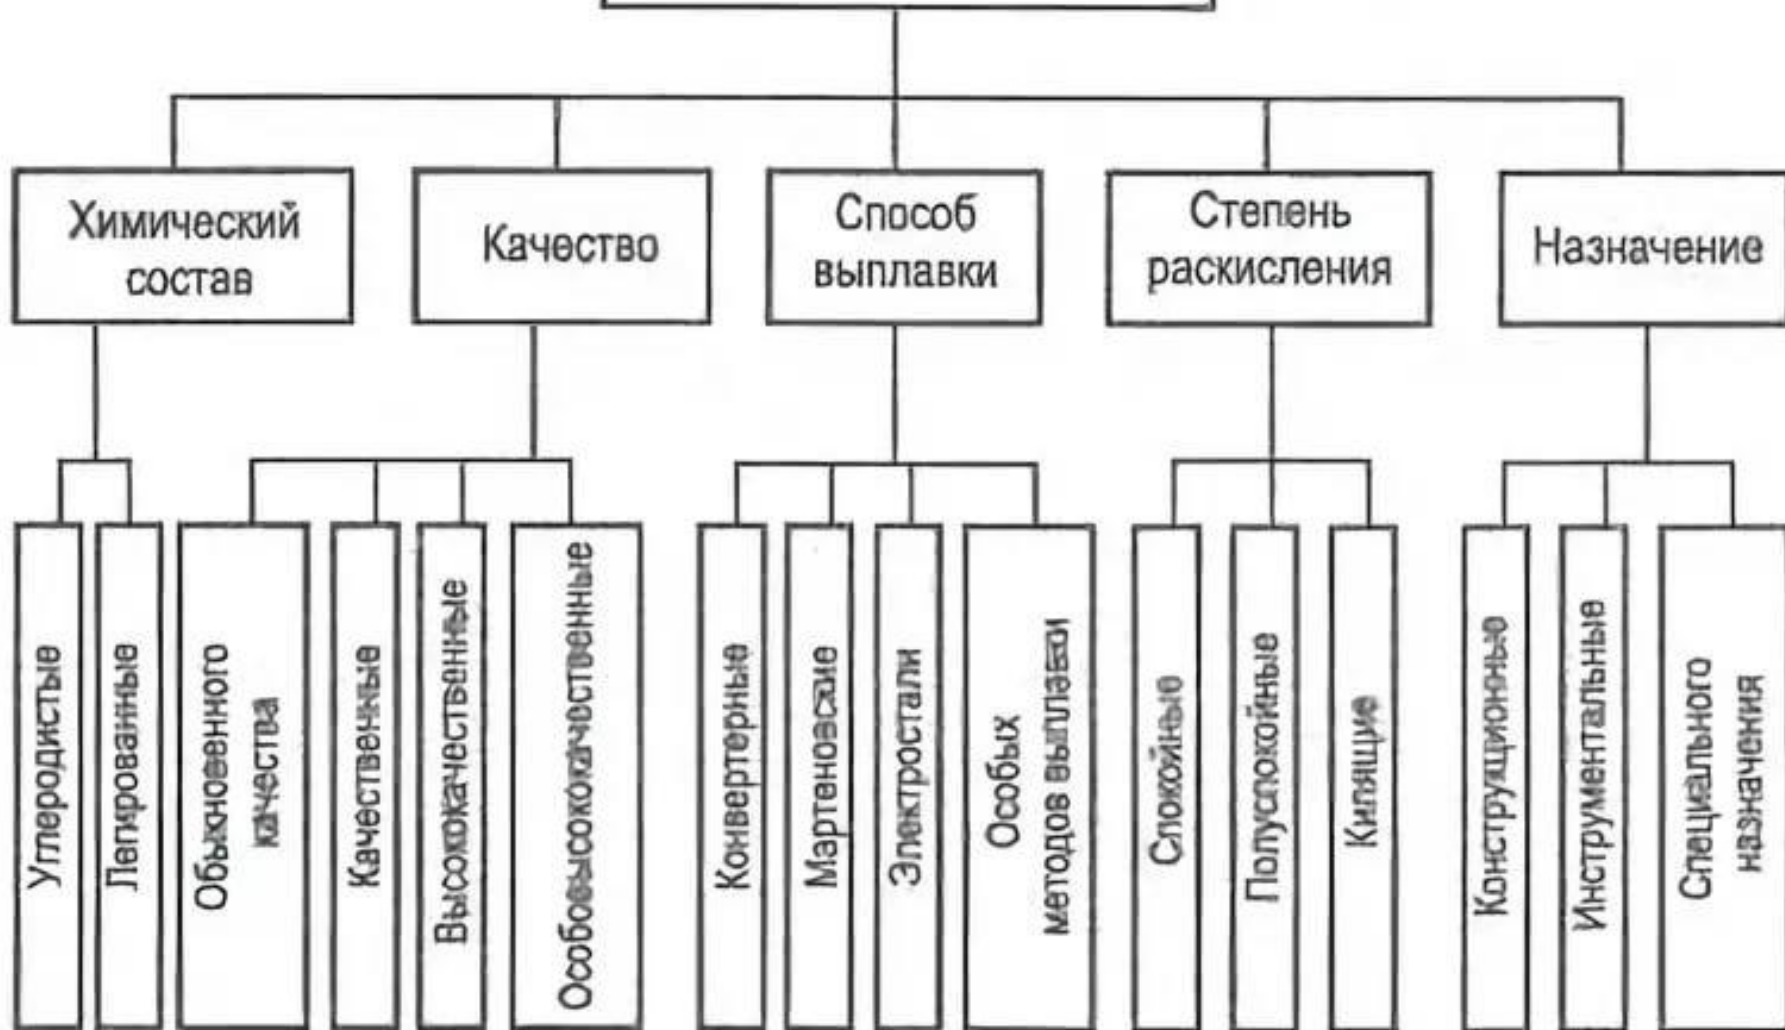 Химический
состав
Качество
Способ
выплавки
Степень
раскисления
Назначение
Углеродистые
Легированные
Обыкновенного
качества
Качественные
Высококачественные
Особовысококачественные
Конвертерные
Мартеновские
Электростали
Особых
методов выплавки
Спокойные
Полуспокойные
Кипящие
Конструкционные
Инструментальные
Специального
назначения